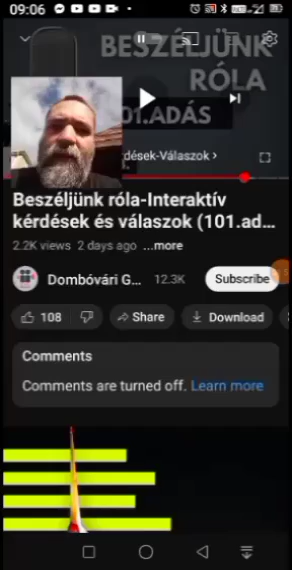 09:06
BESZÉLJÜNK
RÓLA
01.ADÁS
dések-Válaszok ›
Beszéljünk róla-Interaktív
kérdések és válaszok (101.ad...
2.2K views 2 days ago ...more
Dombóvári G... 12.3K Subscribe
108 Share Download
Comments
Comments are turned off. Learn more